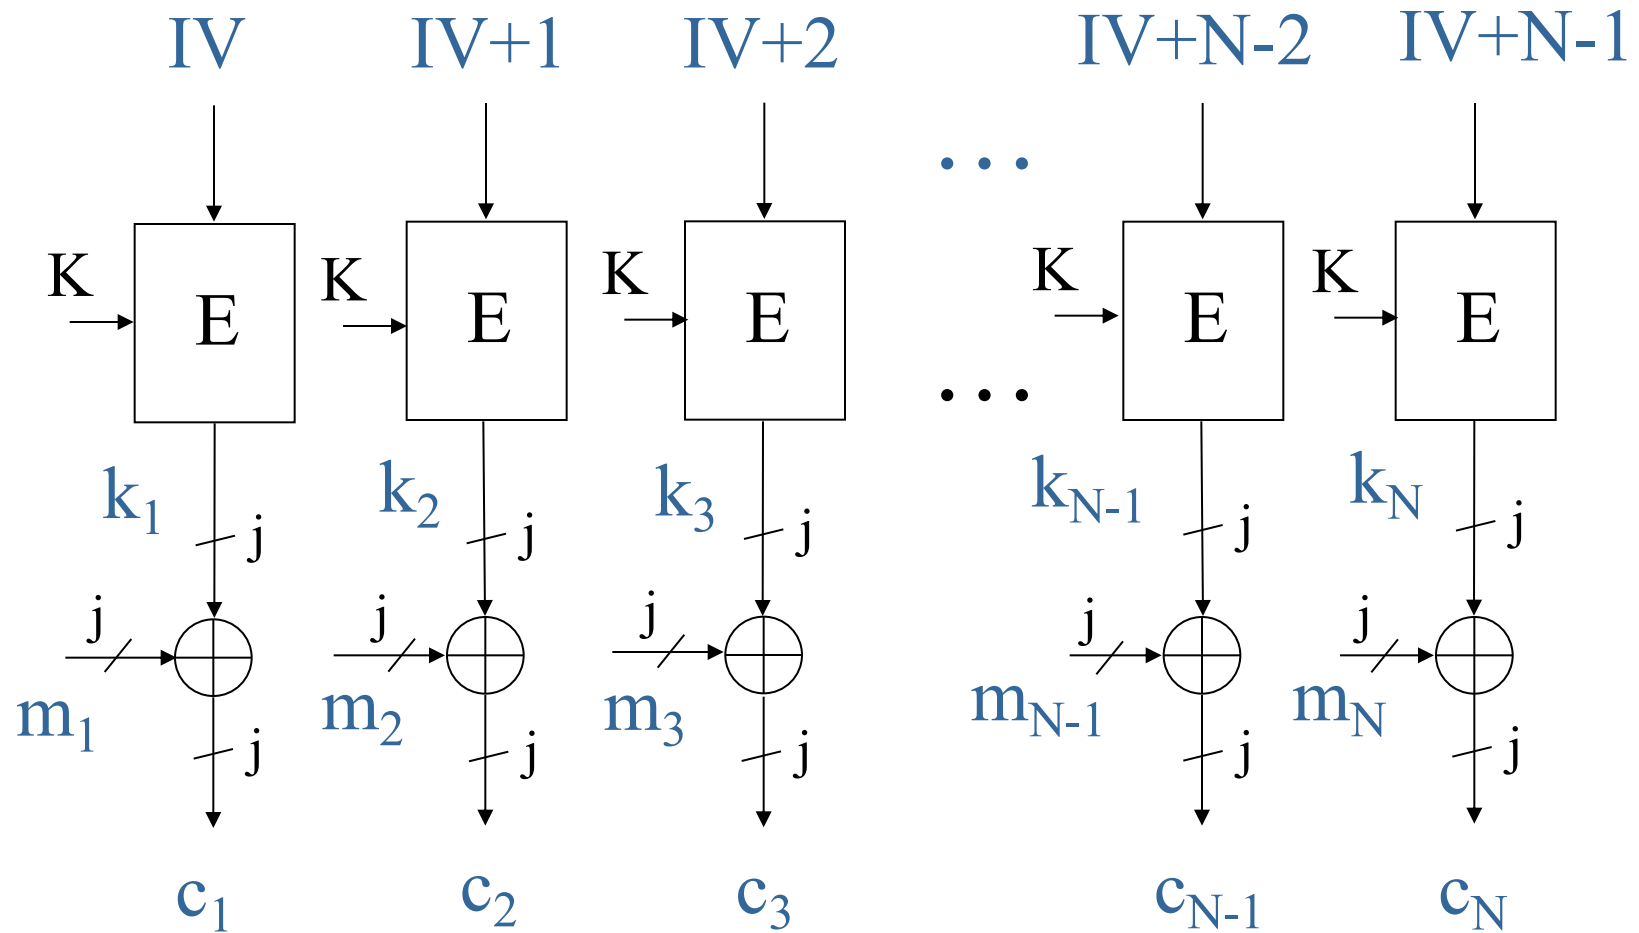 IV IV+1 IV+2 IV+N-2 IV+N-1
... 
K K K K K
E E E E E
...
k1 k2 k3 kN-1 kN
j j j j j
j j j j j
m1 m2 m3 mN-1 mN
j j j j j
c1 c2 c3 cN-1 cN